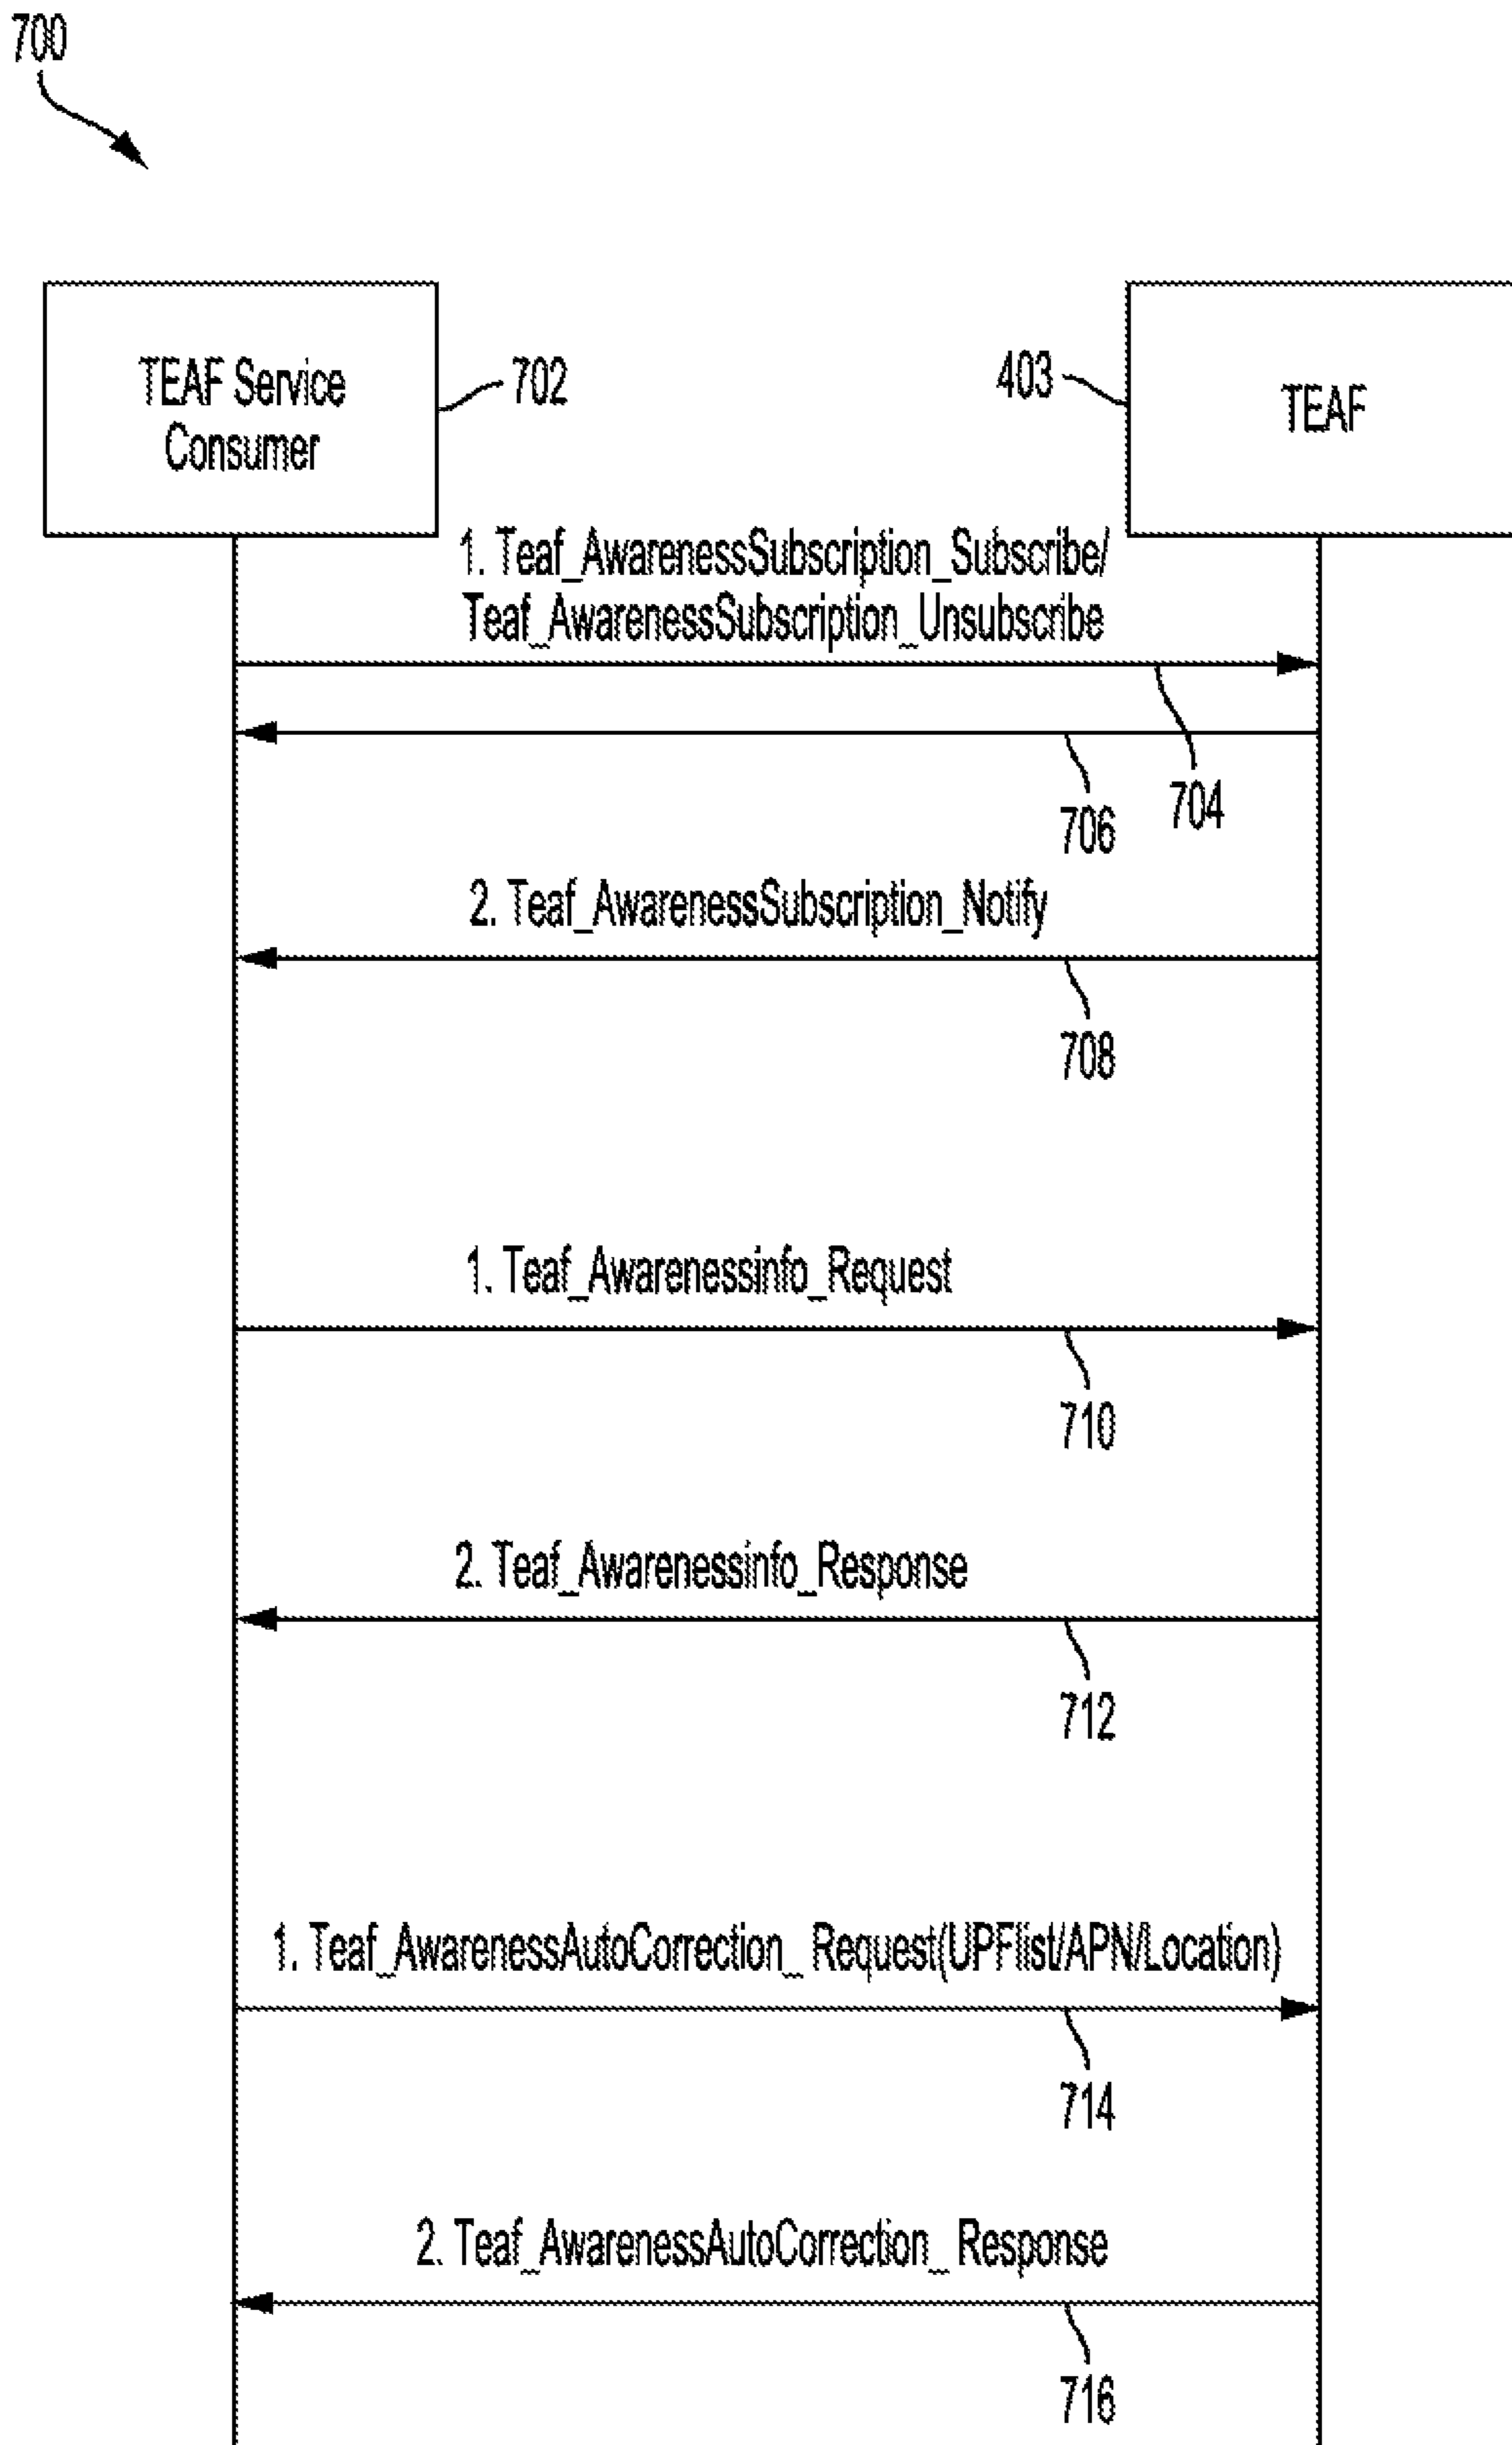 700
TEAF Service
Consumer
702
403
TEAF
1. Teaf_AwarenessSubscription_Subscribe/
Teaf_AwarenessSubscription_Unsubscribe
704
706
2. Teaf_AwarenessSubscription_Notify
708
1. Teaf_Awarenessinfo_Request
710
2. Teaf_Awarenessinfo_Response
712
1. Teaf_AwarenessAutoCorrection_ Request(UPFlist/APN/Location)
714
2. Teaf_AwarenessAutoCorrection_ Response
716